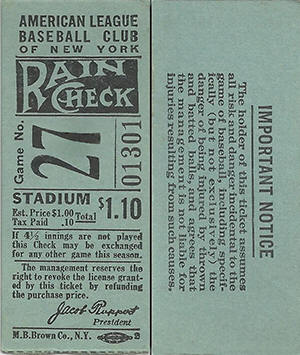 AMERICAN LEAGUE
BASEBALL CLUB
OF NEW YORK
RAIN
CHECK
Game No.
27
01301
STADIUM
Est. Price $1.00
Tax Paid .10
Total
$1.10
If 4½ innings are not played
this Check may be exchanged
for any other game this season.
The management reserves the
right to revoke the license grant-
ed by this ticket by refunding
the purchase price.
Jacob Ruppert
President
M.B. Brown Co., N.Y.
2
IMPORTANT NOTICE
The holder of this ticket assumes
all risk and danger incidental to the
game of baseball including specifi-
cally (but not exclusively) the
danger of being injured by thrown
and batted balls and agrees that
the management is not liable for
injuries resulting from such causes.